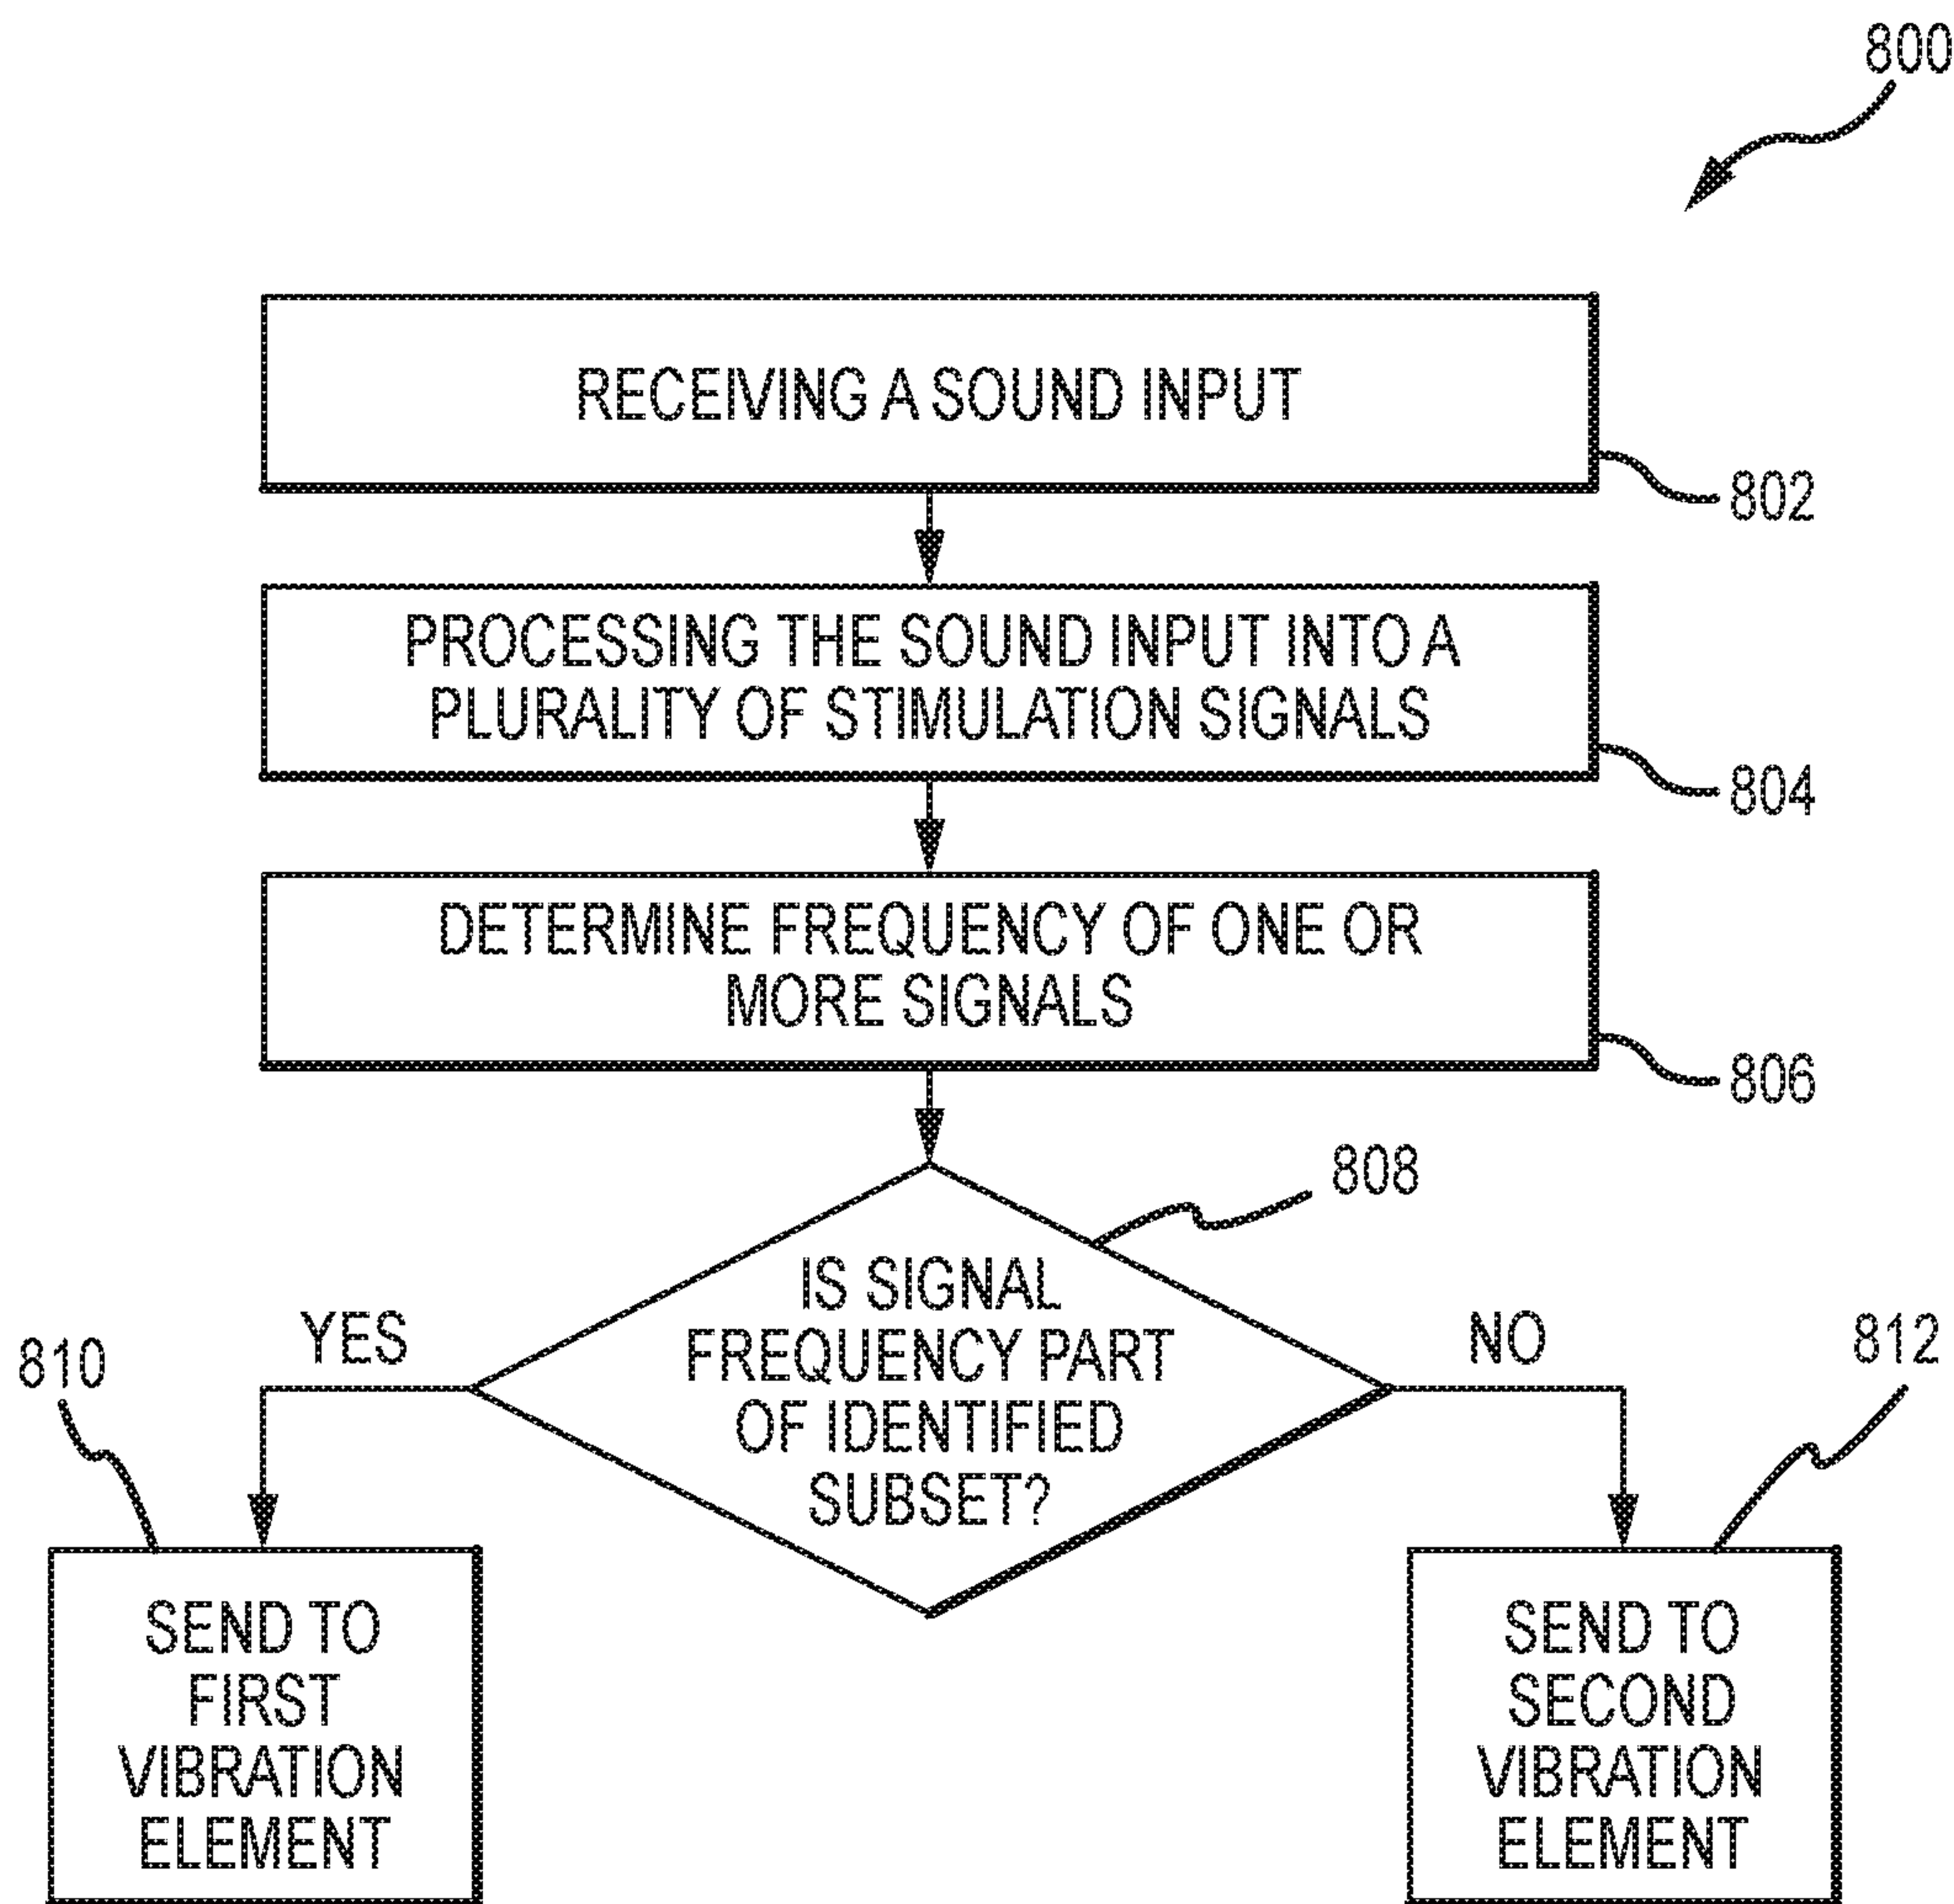 800
RECEIVING A SOUND INPUT
802
PROCESSING THE SOUND INPUT INTO A
PLURALITY OF STIMULATION SIGNALS
804
DETERMINE FREQUENCY OF ONE OR
MORE SIGNALS
806
808
IS SIGNAL
FREQUENCY PART
OF IDENTIFIED
SUBSET?
YES
NO
810
812
SEND TO
FIRST
VIBRATION
ELEMENT
SEND TO
SECOND
VIBRATION
ELEMENT